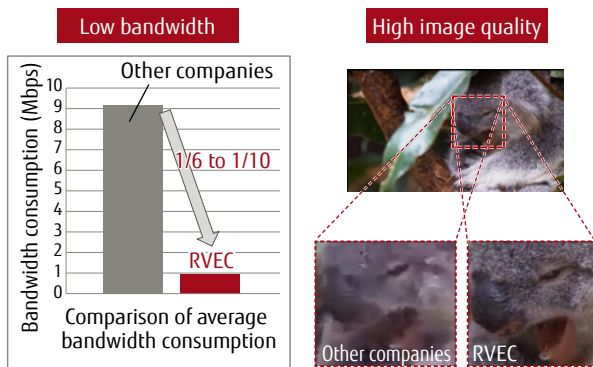 Low bandwidth
High image quality
Bandwidth consumption (Mbps)
10
9
8
7
6
5
4
3
2
1
0
Other companies
1/6 to 1/10
RVEC
Comparison of average
bandwidth consumption
Other companies
RVEC